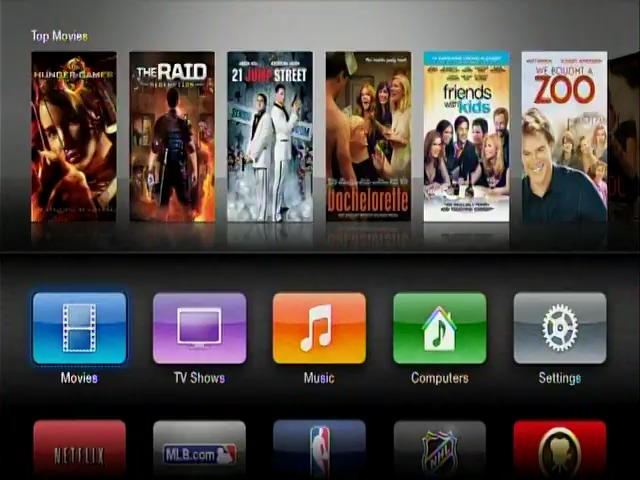 Top Movies
THE
HUNGER GAMES
THE RAID
REDEMPTION
21 JUMP STREET
bachelorette
friends
with kids
WE BOUGHT A
ZOO
Movies
TV Shows
Music
Computers
Settings
NETFLIX
MLB.com
NHL